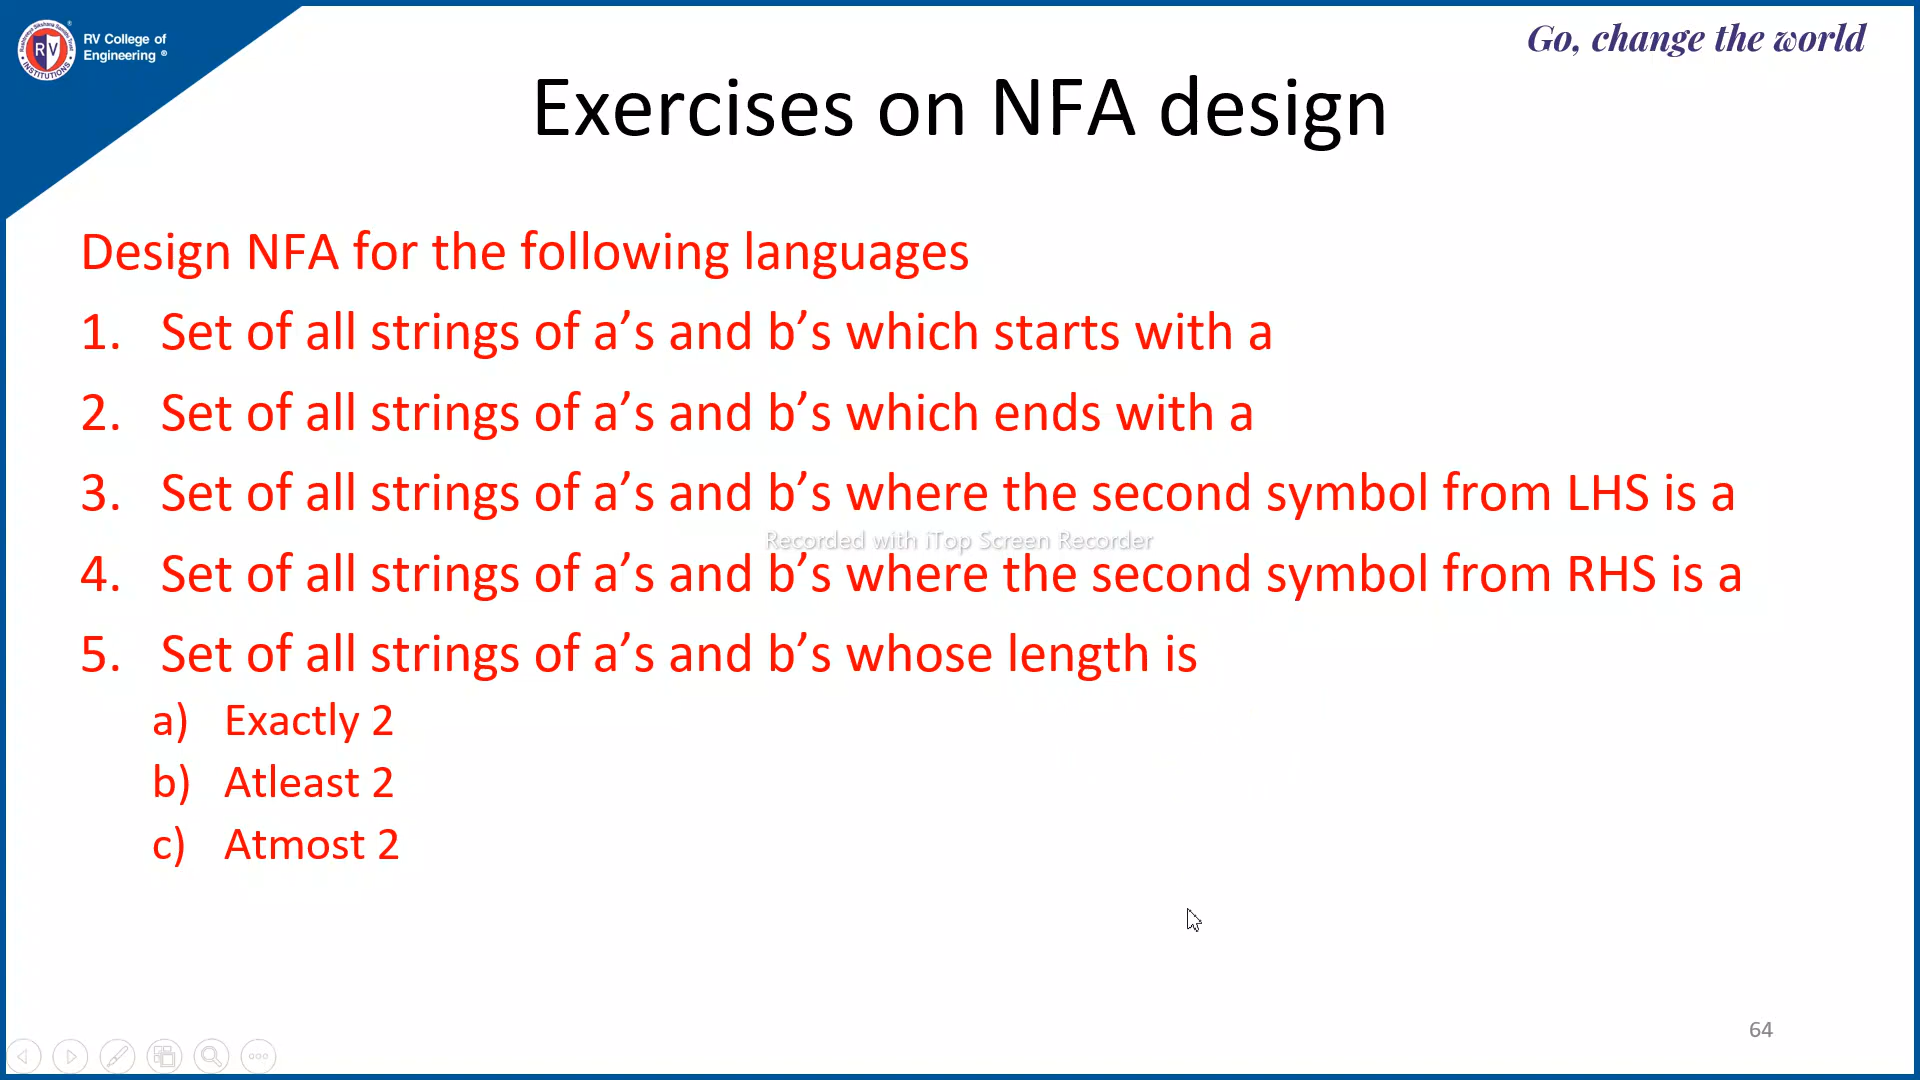 RV College of
Engineering ®
Go, change the world
Exercises on NFA design
Design NFA for the following languages
1. Set of all strings of a’s and b’s which starts with a
2. Set of all strings of a’s and b’s which ends with a
3. Set of all strings of a’s and b’s where the second symbol from LHS is a
Recorded with iTop Screen Recorder
4. Set of all strings of a’s and b’s where the second symbol from RHS is a
5. Set of all strings of a’s and b’s whose length is
a) Exactly 2
b) Atleast 2
c) Atmost 2
64
RV
INSTITUTIONS